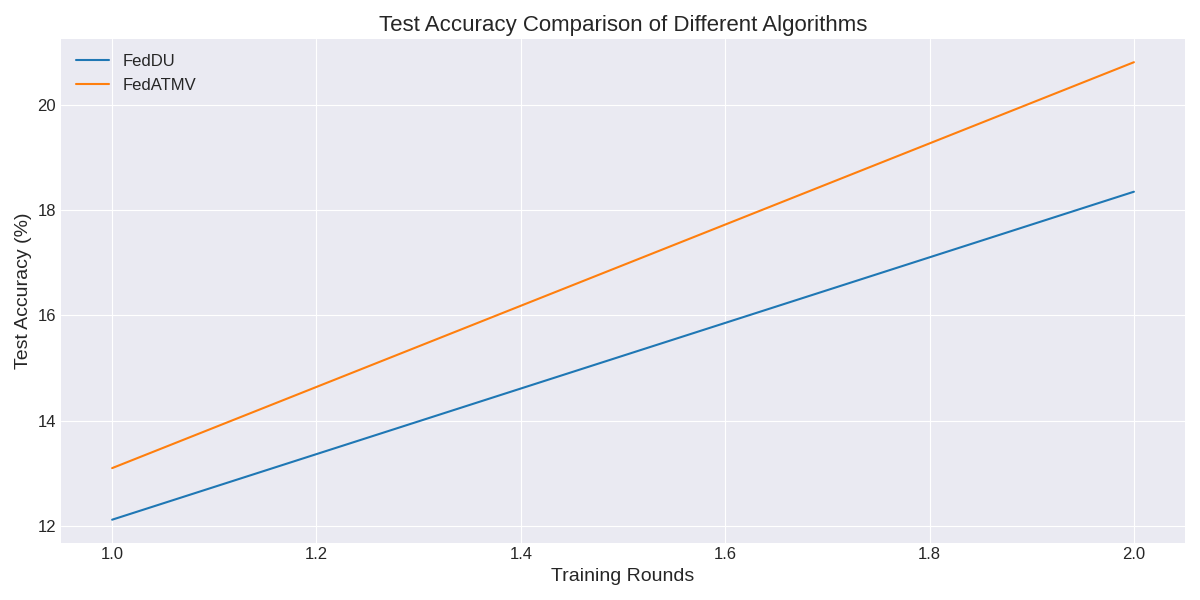 Test Accuracy Comparison of Different Algorithms
FedDU
FedATMV
20
18
16
14
12
Test Accuracy (%)
1.0 1.2 1.4 1.6 1.8 2.0
Training Rounds